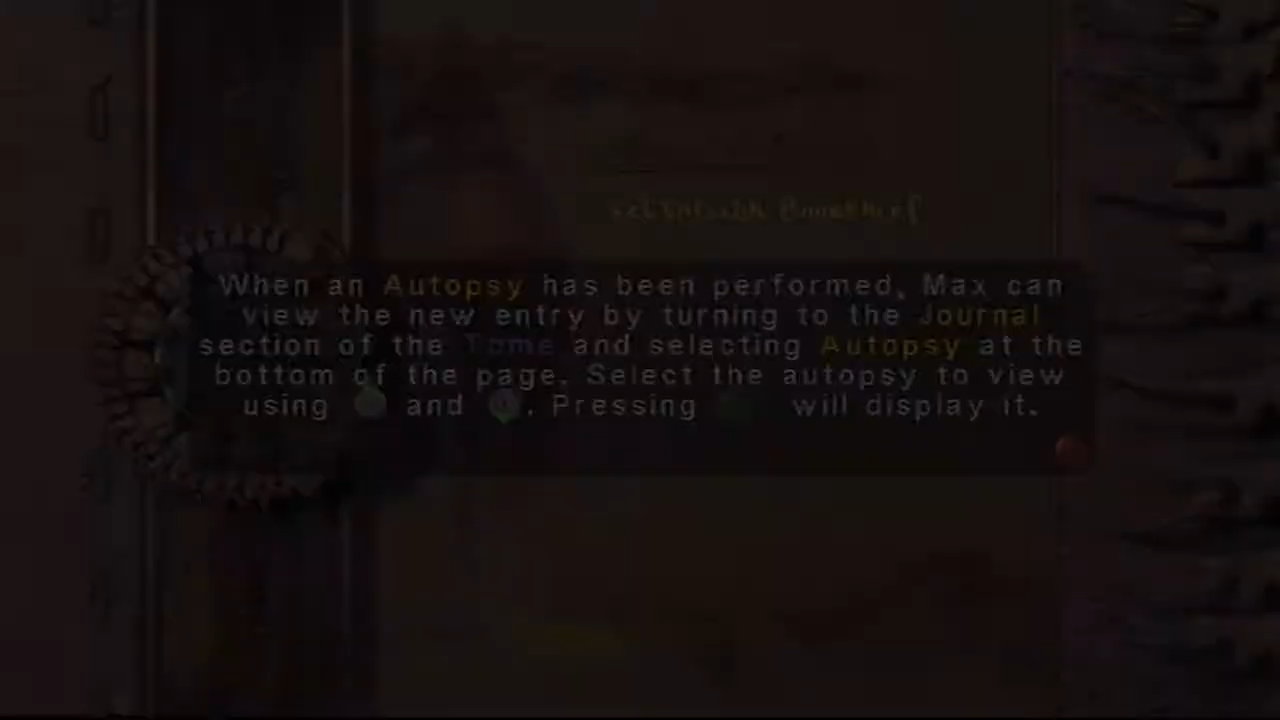 When an Autopsy has been performed, Max can
view the new entry by turning to the Journal
section of the Tome and selecting Autopsy at the
bottom of the page. Select the autopsy to view
using and . Pressing will display it.